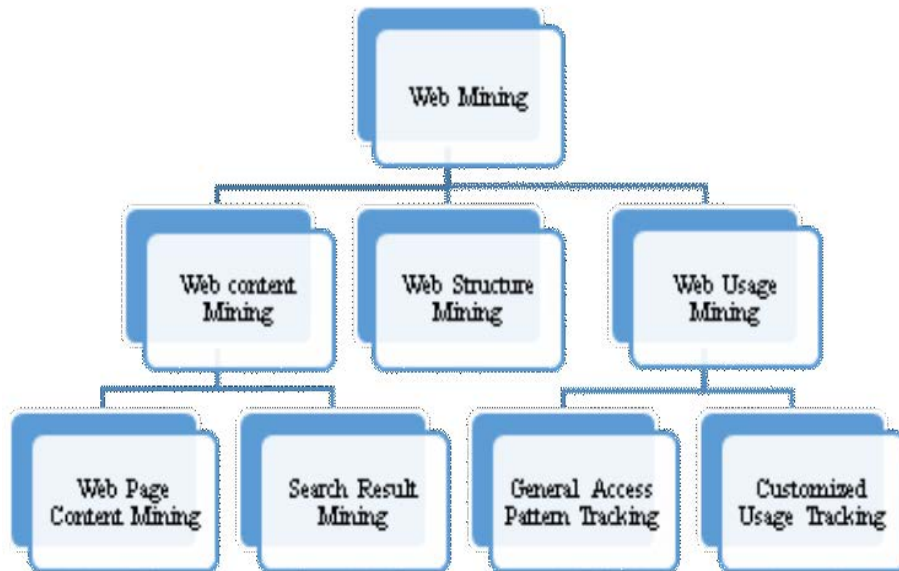 Web Mining
Web content
Mining
Web Structure
Mining
Web Usage
Mining
Web Page
Content Mining
Search Result
Mining
General Access
Pattern Tracking
Customized
Usage Tracking